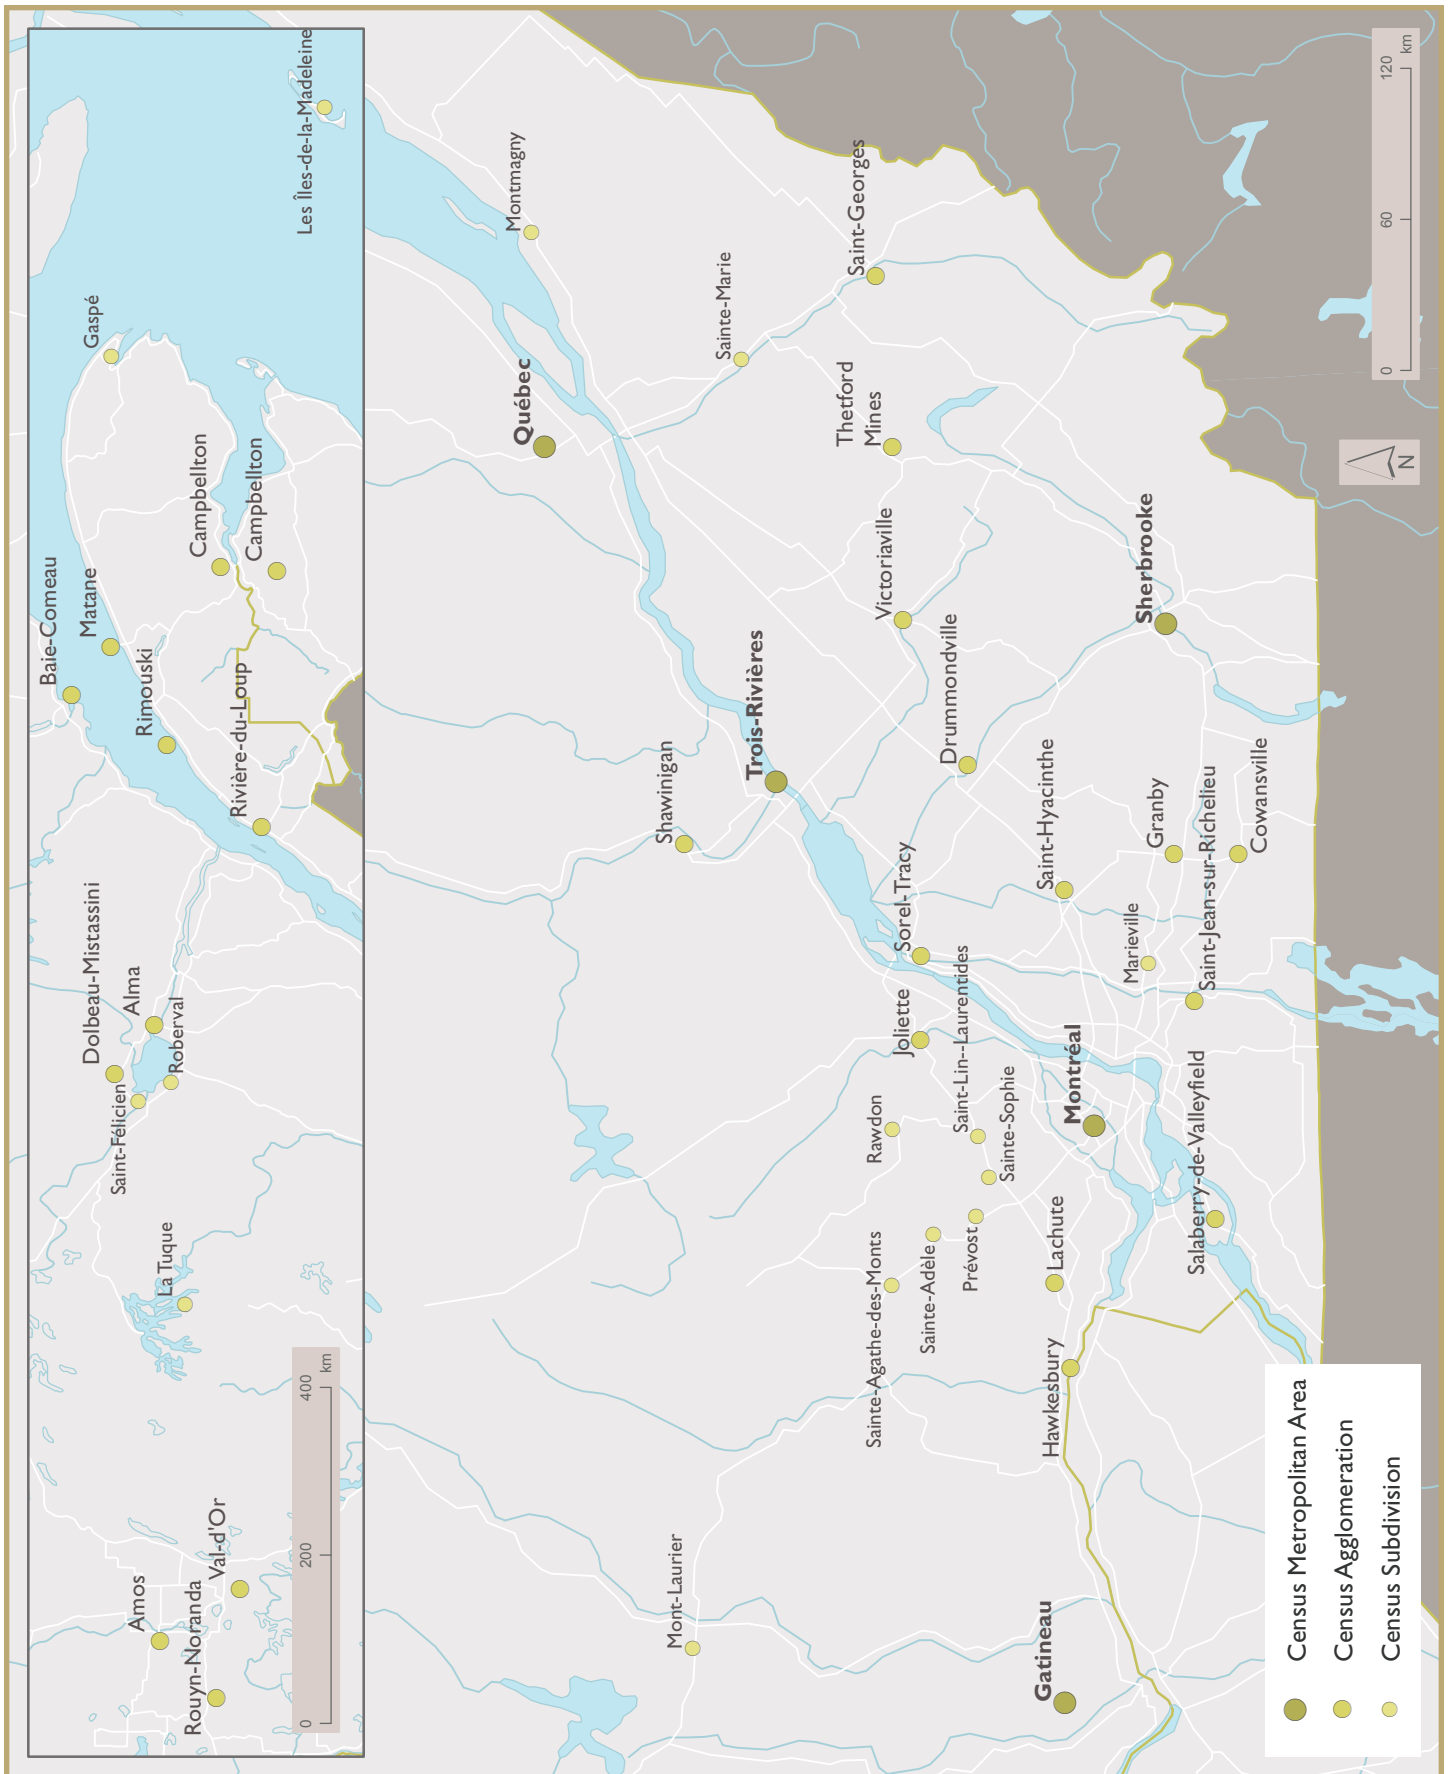 Les Îles-de-la-Madeleine
Gaspé
Campbellton
Campbellton
Baie-Comeau
Matane
Rimouski
Rivière-du-Loup
Dolbeau-Mistassini
Alma
Roberval
Saint-Félicien
La Tuque
Amos
Val-d'Or
Rouyn-Noranda
0
200
400
km
Montmagny
Saint-Georges
Sainte-Marie
Québec
Thetford
Mines
Victoriaville
Sherbrooke
Drummondville
Trois-Rivières
Shawinigan
Saint-Hyacinthe
Granby
Cowansville
Sorel-Tracy
Marieville
Saint-Jean-sur-Richelieu
Joliette
Saint-Lin--Laurentides
Montréal
Rawdon
Sainte-Sophie
Salaberry-de-Valleyfield
Lachute
Prévost
Sainte-Adèle
Sainte-Agathe-des-Monts
Hawkesbury
Mont-Laurier
Gatineau
0
60
120
km
N
Census Metropolitan Area
Census Agglomeration
Census Subdivision